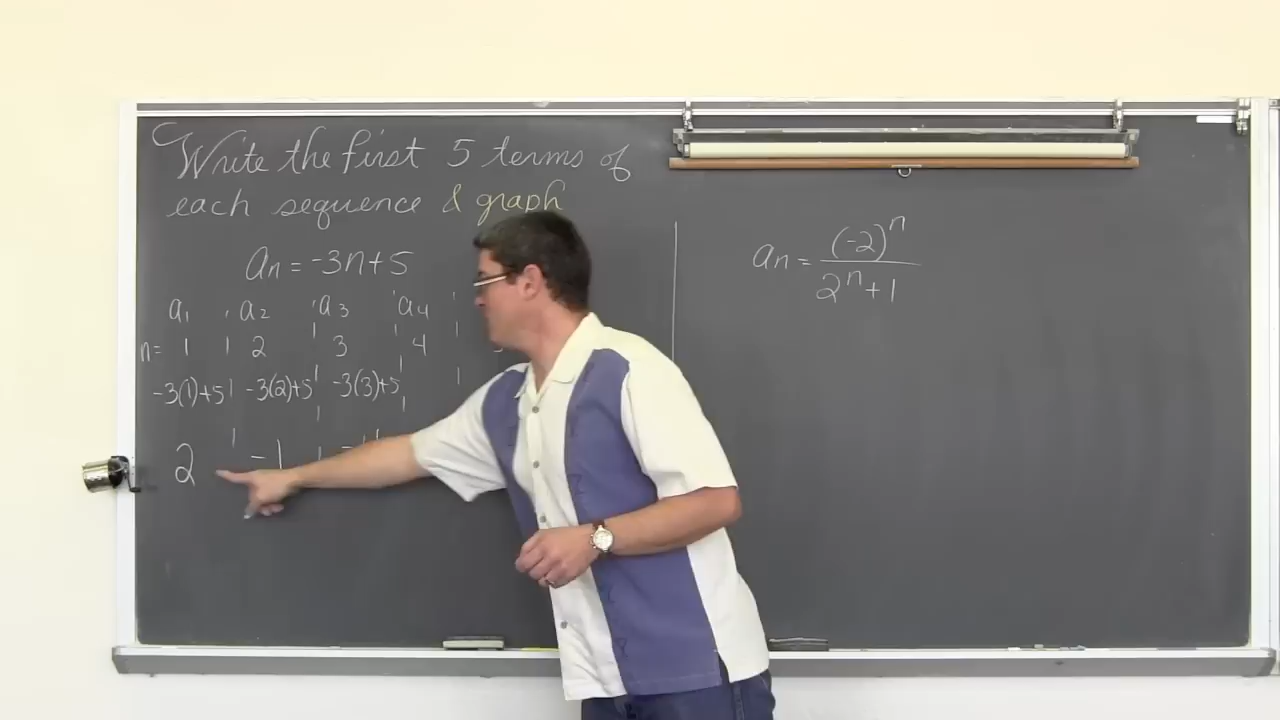 Write the first 5 terms of
each sequence & graph
an = -3n+5
a1 a2 a3 a4
n= 1 2 3 4
-3(1)+5 -3(2)+5 -3(3)+5
2 -1
an = (-2)^n / 2^n + 1